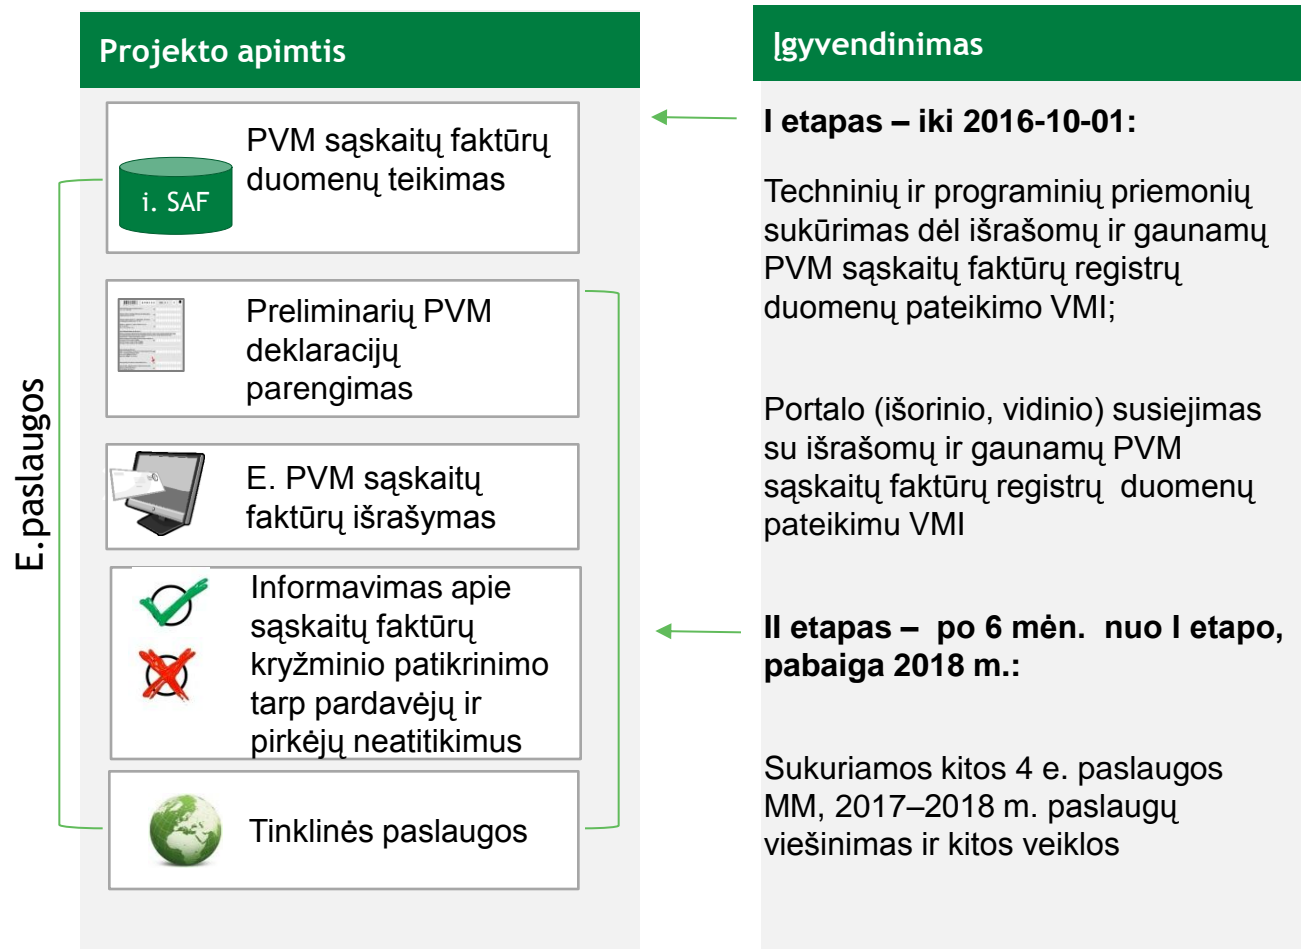 Projekto apimtis
E.paslaugos
PVM sąskaitų faktūrų
duomenų teikimas
i. SAF
Preliminarių PVM
deklaracijų
parengimas
E. PVM sąskaitų
faktūrų išrašymas
Informavimas apie
sąskaitų faktūrų
kryžminio patikrinimo
tarp pardavėjų ir
pirkėjų neatitikimus
Tinklinės paslaugos
Įgyvendinimas
I etapas – iki 2016-10-01:
Techninių ir programinių priemonių
sukūrimas dėl išrašomų ir gaunamų
PVM sąskaitų faktūrų registrų
duomenų pateikimo VMI;
Portalo (išorinio, vidinio) susiejimas
su išrašomų ir gaunamų PVM
sąskaitų faktūrų registrų duomenų
pateikimu VMI
II etapas – po 6 mėn. nuo I etapo,
pabaiga 2018 m.:
Sukuriamos kitos 4 e. paslaugos
MM, 2017–2018 m. paslaugų
viešinimas ir kitos veiklos